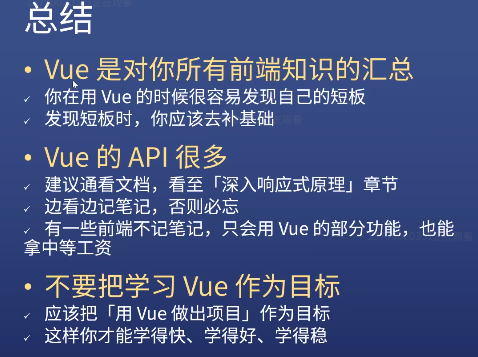 总结
• Vue 是对你所有前端知识的汇总
✓ 你在用 Vue 的时候很容易发现自己的短板
✓ 发现短板时，你应该去补基础
• Vue 的 API 很多
✓ 建议通看文档，看至「深入响应式原理」章节
✓ 边看边记笔记，否则必忘
✓ 有一些前端不记笔记，只会用 Vue 的部分功能，也能
拿中等工资
• 不要把学习 Vue 作为目标
✓ 应该把「用 Vue 做出项目」作为目标
✓ 这样你才能学得快、学得好、学得稳